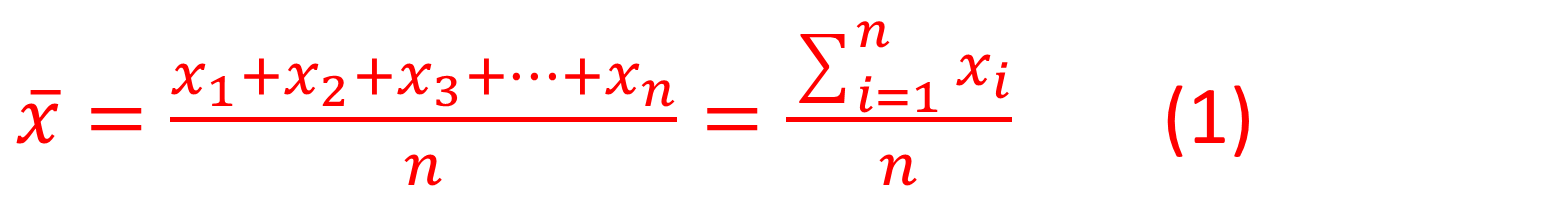 x̄ = (x₁+x₂+x₃+⋯+xₙ)/n = (∑ⁿᵢ₌₁ xᵢ)/n (1)